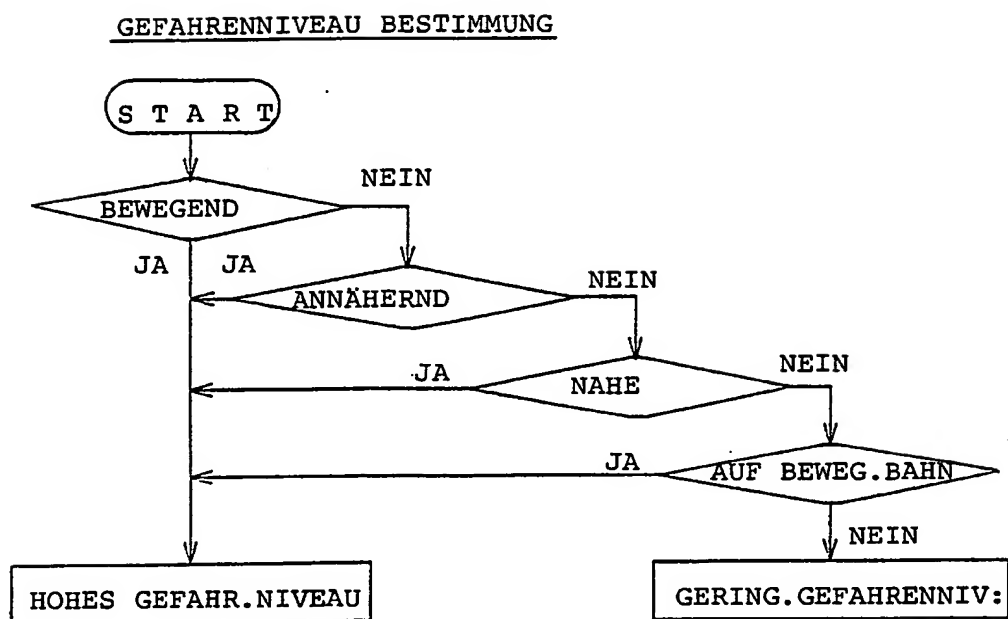 GEFAHRENNIVEAU BESTIMMUNG
S T A R T
NEIN
BEWEGEND
JA JA
NEIN
ANNÄHERND
JA
NEIN
NAHE
JA
AUF BEWEG.BAHN
NEIN
HOHES GEFAHR.NIVEAU
GERING.GEFAHRENNIV: